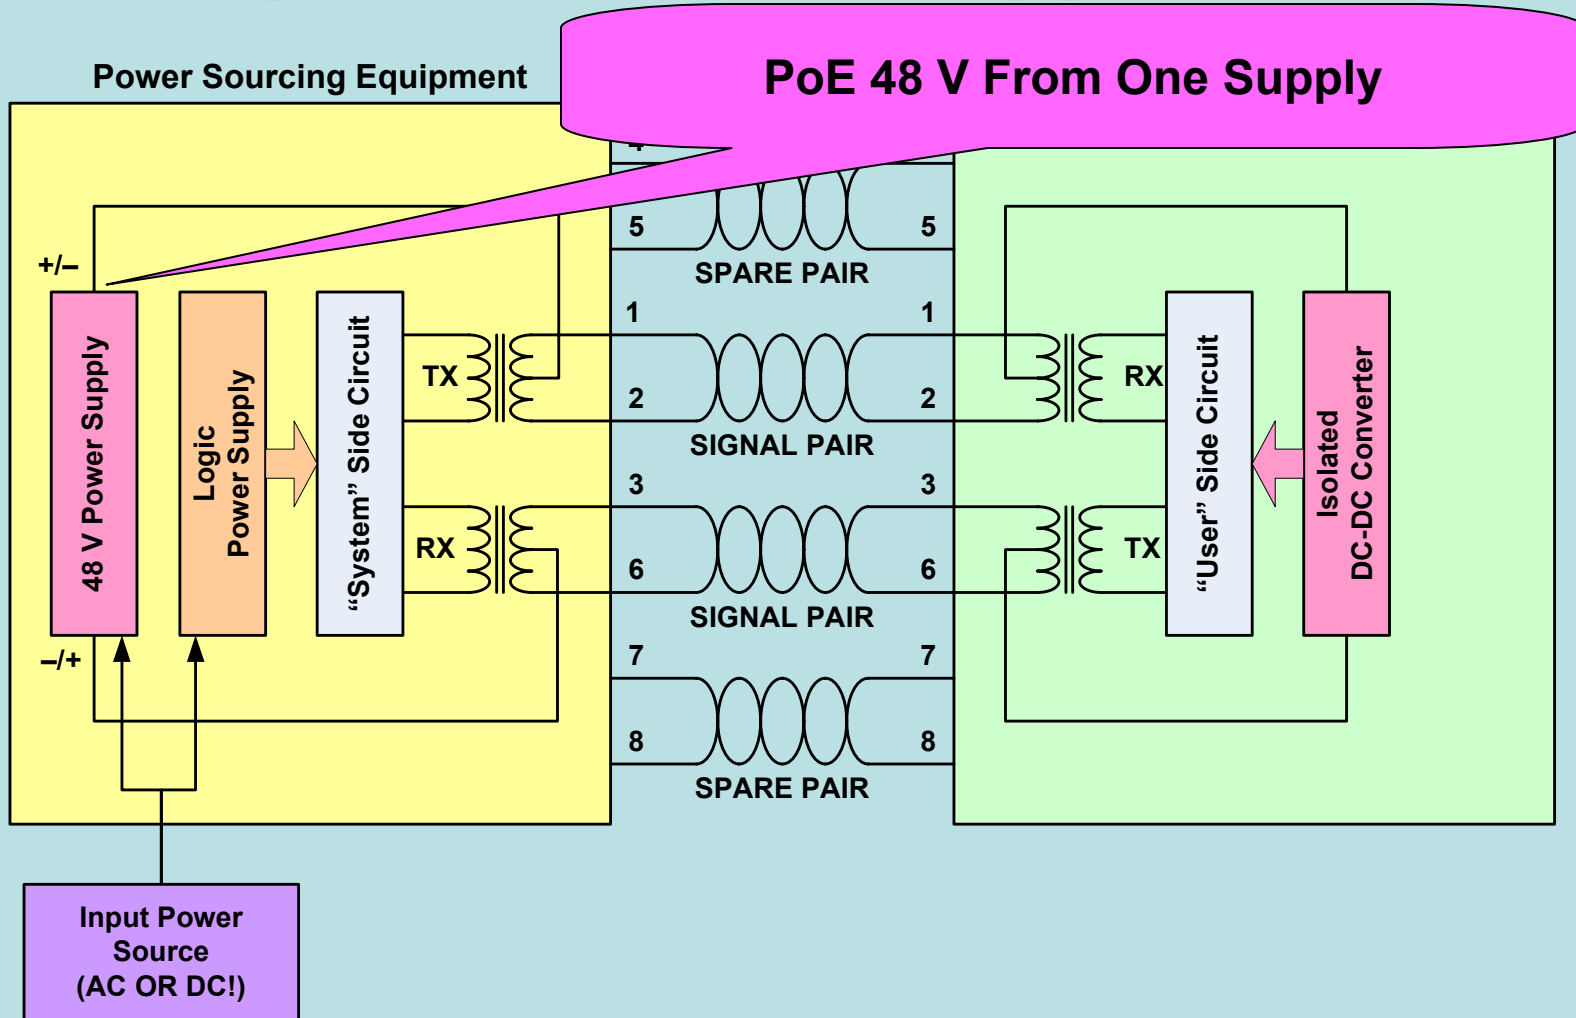 PoE 48 V From One Supply
Power Sourcing Equipment
4
5
5
SPARE PAIR
+/–
1
1
TX
RX
2
2
SIGNAL PAIR
48 V Power Supply
Logic
Power Supply
“System” Side Circuit
“User” Side Circuit
Isolated
DC-DC Converter
3
3
RX
TX
6
6
SIGNAL PAIR
–/+
7
7
8
8
SPARE PAIR
Input Power
Source
(AC OR DC!)